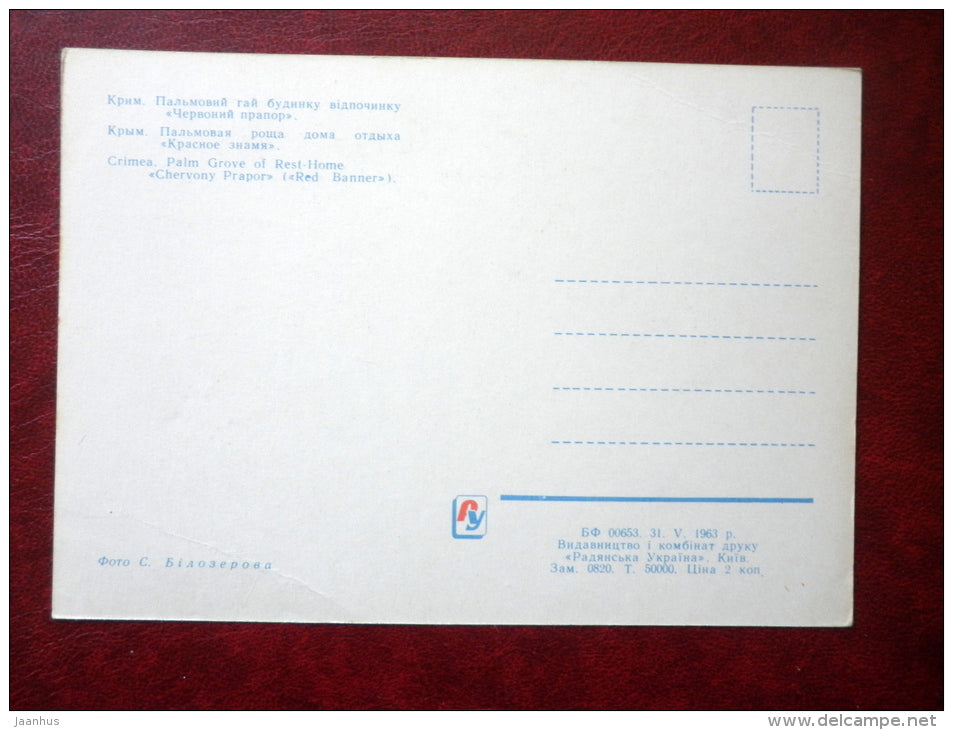 Крим. Пальмовий гай будинку відпочинку
«Червоний прапор».
Крым. Пальмовая роща дома отдыха
«Красное знамя».
Crimea. Palm Grove of Rest-Home
«Chervony Prapor» («Red Banner»).
РУ
БФ 00653. 31. V. 1963 р.
Видавництво і комбінат друку
«Радянська Україна». Київ.
Зам. 0820. Т. 50000. Ціна 2 коп.
Фото С. Білозерова
jaanhus
www.delcampe.net